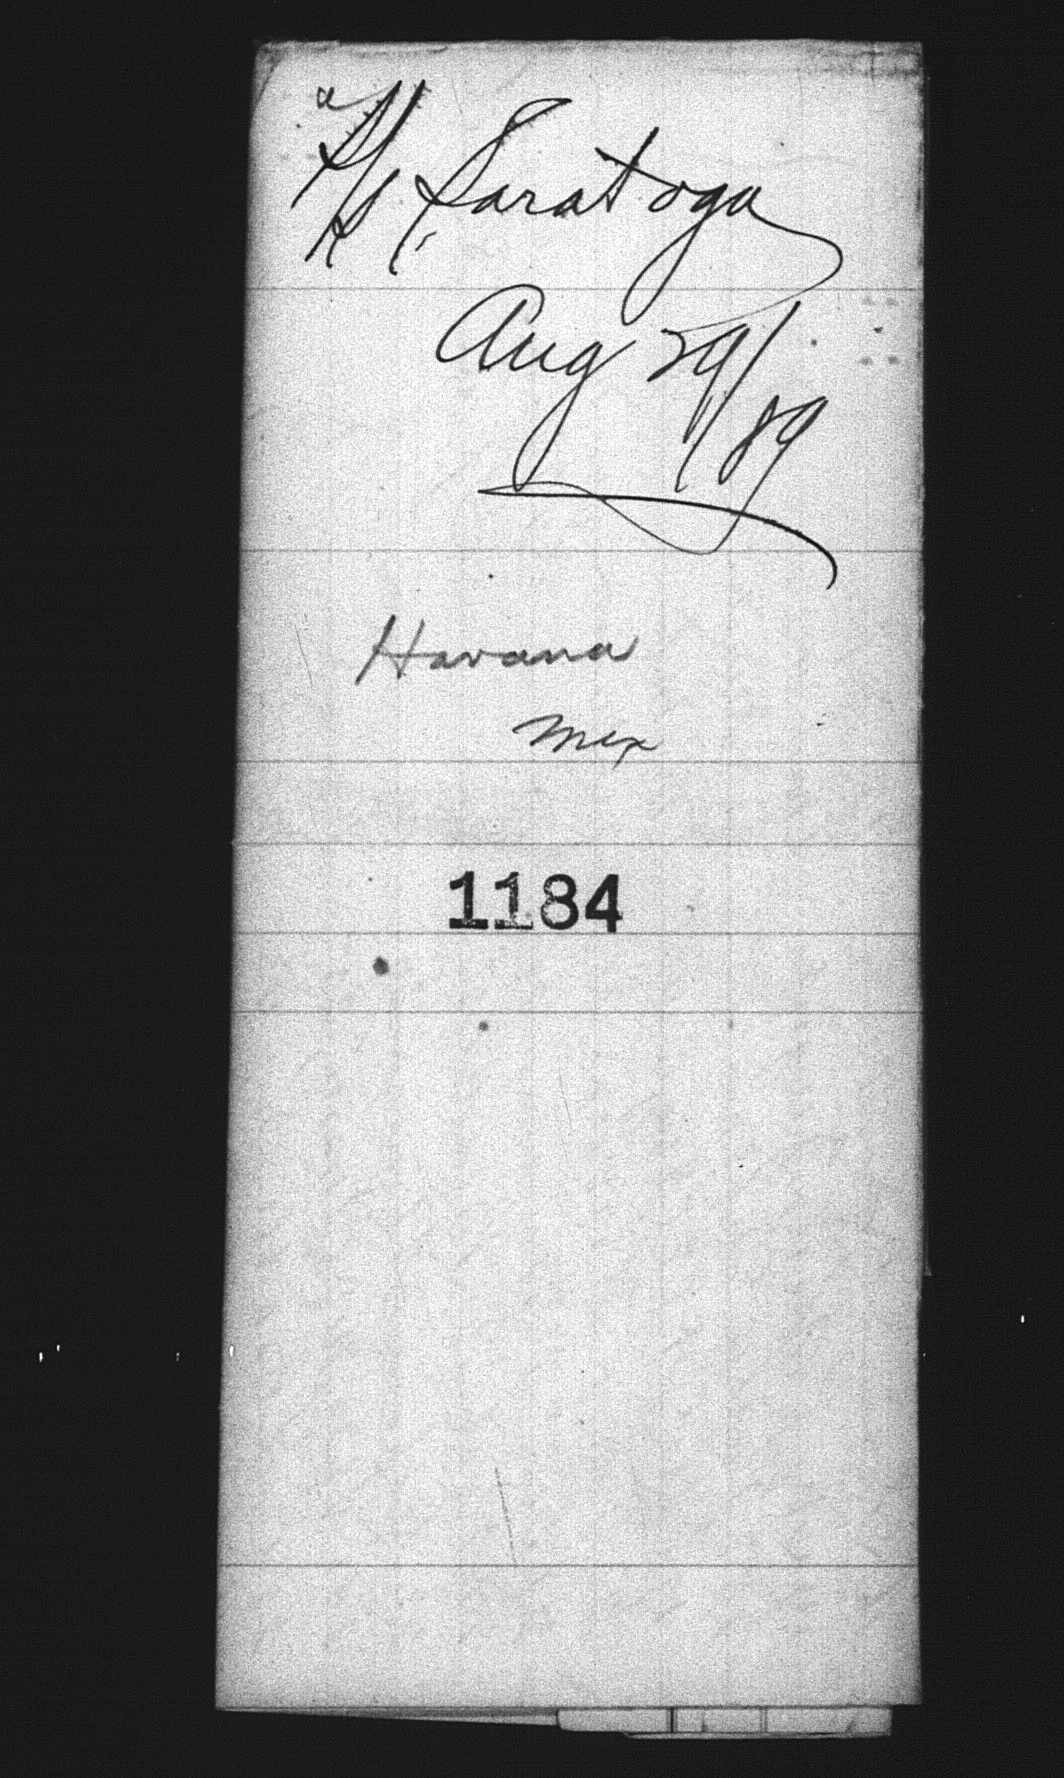 S/S Saratoga
Aug 29/89
Havana
Mex
1184